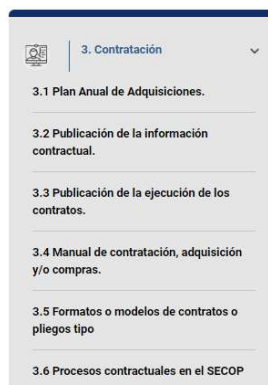 3. Contratación
3.1 Plan Anual de Adquisiciones.
3.2 Publicación de la información
contractual.
3.3 Publicación de la ejecución de los
contratos.
3.4 Manual de contratación, adquisición
y/o compras.
3.5 Formatos o modelos de contratos o
pliegos tipo
3.6 Procesos contractuales en el SECOP